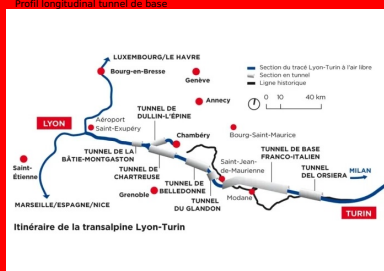 Profil longitudinal tunnel de base
LUXEMBOURG/LE HAVRE
Bourg-en-Bresse
Genève
Section du tracé Lyon-Turin à l'air libre
Section en tunnel
Ligne historique
0 10 40 km
Annecy
TUNNEL DE
DULLIN-L'ÉPINE
LYON
Aéroport
Saint-Exupéry
Chambéry
Bourg-Saint-Maurice
Saint-
Étienne
TUNNEL DE LA
BÂTIE-MONTGASTON
TUNNEL DE
CHARTREUSE
Saint-Jean-
de-Maurienne
TUNNEL DE BASE
FRANCO-ITALIEN
TUNNEL
DEL ORSIERA
MILAN
Grenoble
TUNNEL DE
BELLEDONNE
TUNNEL
DU GLANDON
Modane
MARSEILLE/ESPAGNE/NICE
TURIN
Itinéraire de la transalpine Lyon-Turin